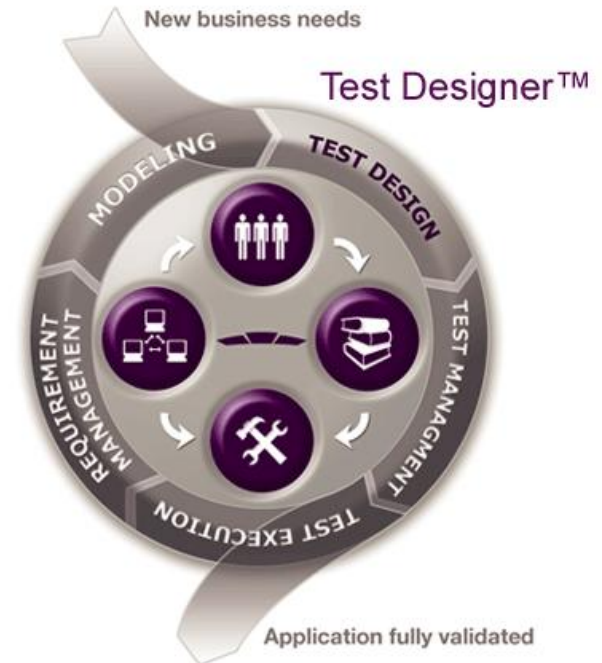 New business needs
Test Designer™
MODELING
TEST DESIGN
TEST MANAGMENT
TEST EXECUTION
REQUIREMENT
MANAGEMENT
Application fully validated